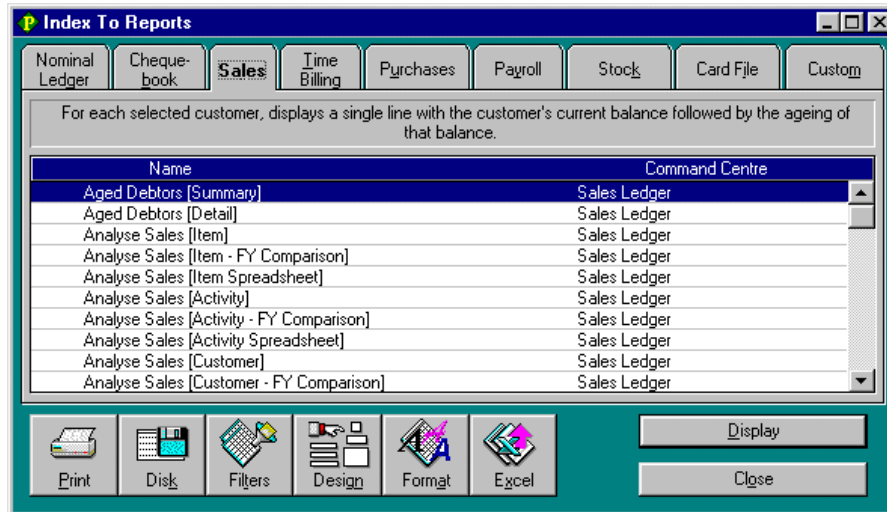 Index To Reports
Nominal Ledger
Cheque-book
Sales
Time Billing
Purchases
Payroll
Stock
Card File
Custom
For each selected customer, displays a single line with the customer's current balance followed by the ageing of
that balance.
Name Command Centre
Aged Debtors [Summary] Sales Ledger
Aged Debtors [Detail] Sales Ledger
Analyse Sales [Item] Sales Ledger
Analyse Sales [Item - FY Comparison] Sales Ledger
Analyse Sales [Item Spreadsheet] Sales Ledger
Analyse Sales [Activity] Sales Ledger
Analyse Sales [Activity - FY Comparison] Sales Ledger
Analyse Sales [Activity Spreadsheet] Sales Ledger
Analyse Sales [Customer] Sales Ledger
Analyse Sales [Customer - FY Comparison] Sales Ledger
Print Disk Filters Design Format Excel
Display
Close